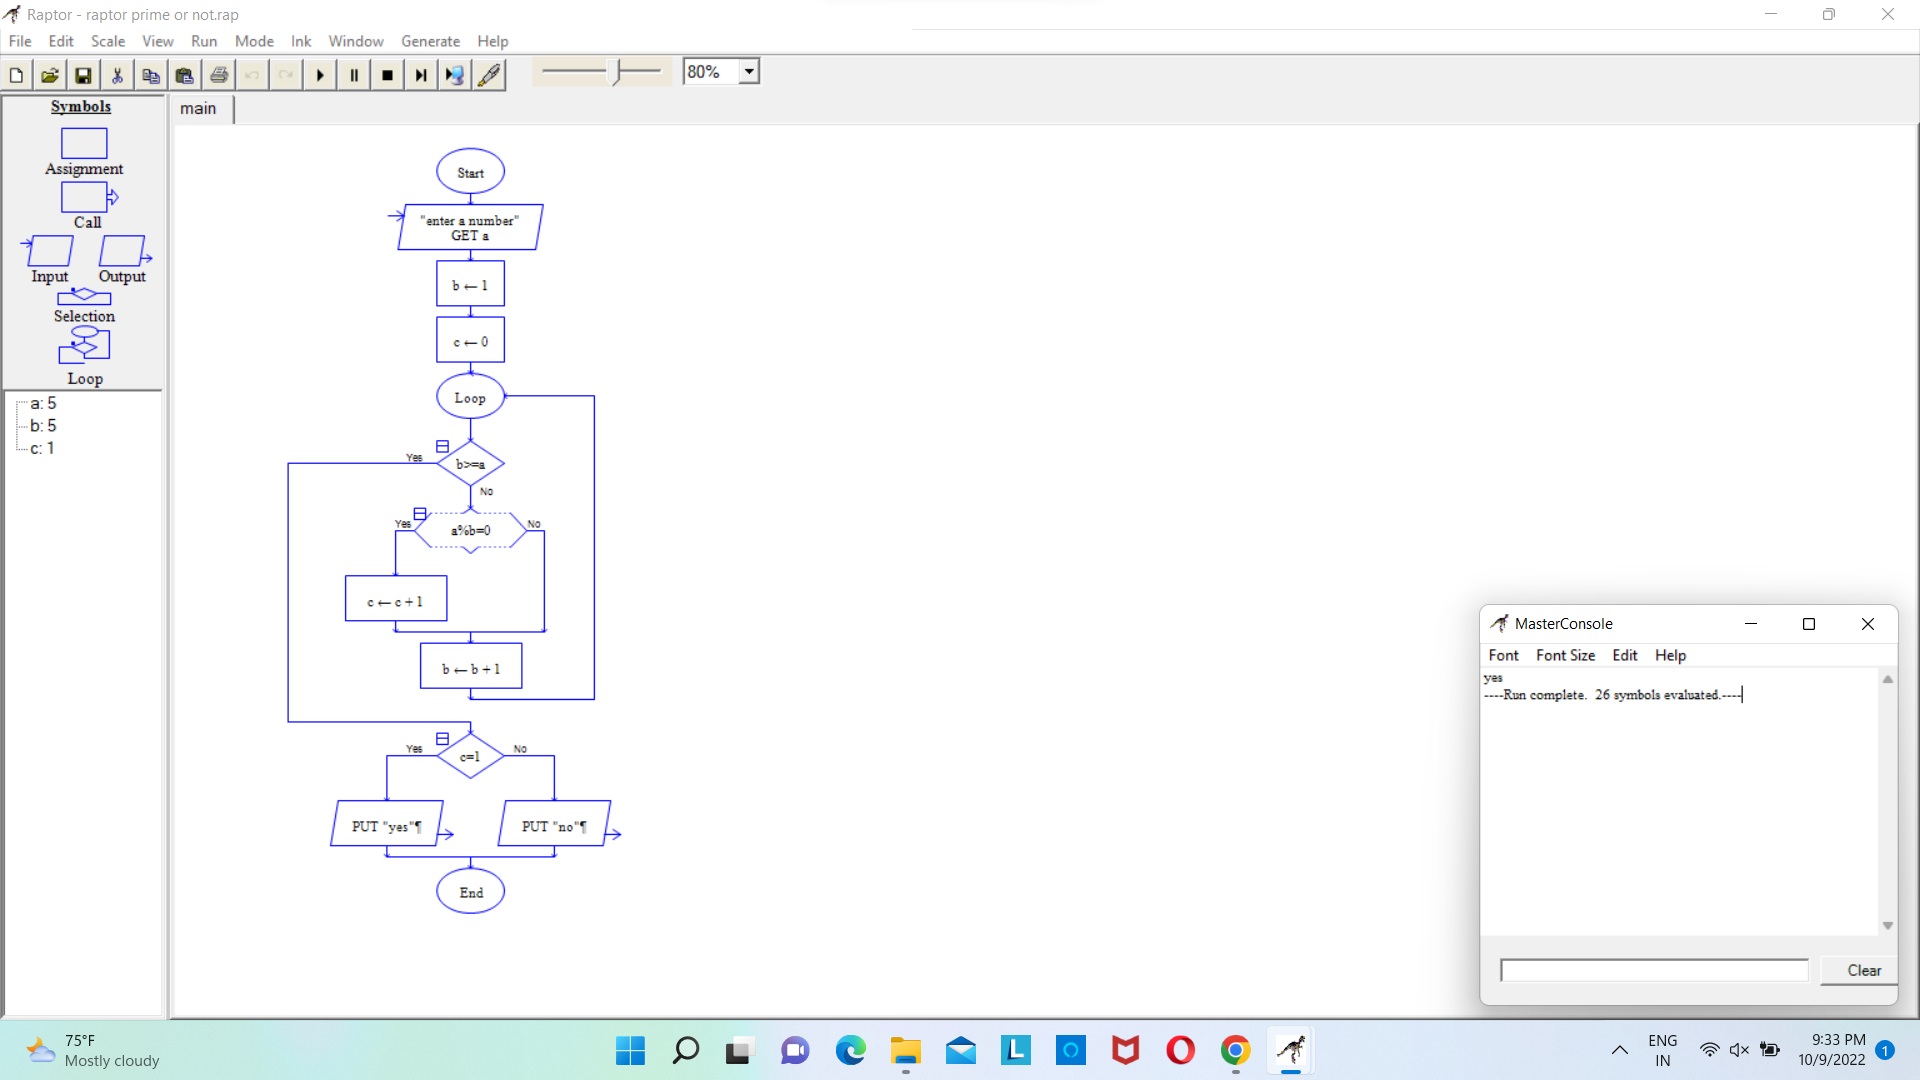 Raptor - raptor prime or not.rap
File Edit Scale View Run Mode Ink Window Generate Help
80%
Symbols
Assignment
Call
Input Output
Selection
Loop
a: 5
b: 5
c: 1
main
Start
"enter a number"
GET a
b ← 1
c ← 0
Loop
Yes
b>=a
No
Yes
a%b=0
No
c ← c + 1
b ← b + 1
Yes
c=1
No
PUT "yes"¶
PUT "no"¶
End
MasterConsole
Font Font Size Edit Help
yes
----Run complete.  26 symbols evaluated.----
Clear
75°F
Mostly cloudy
L
ENG
IN
9:33 PM
10/9/2022
1